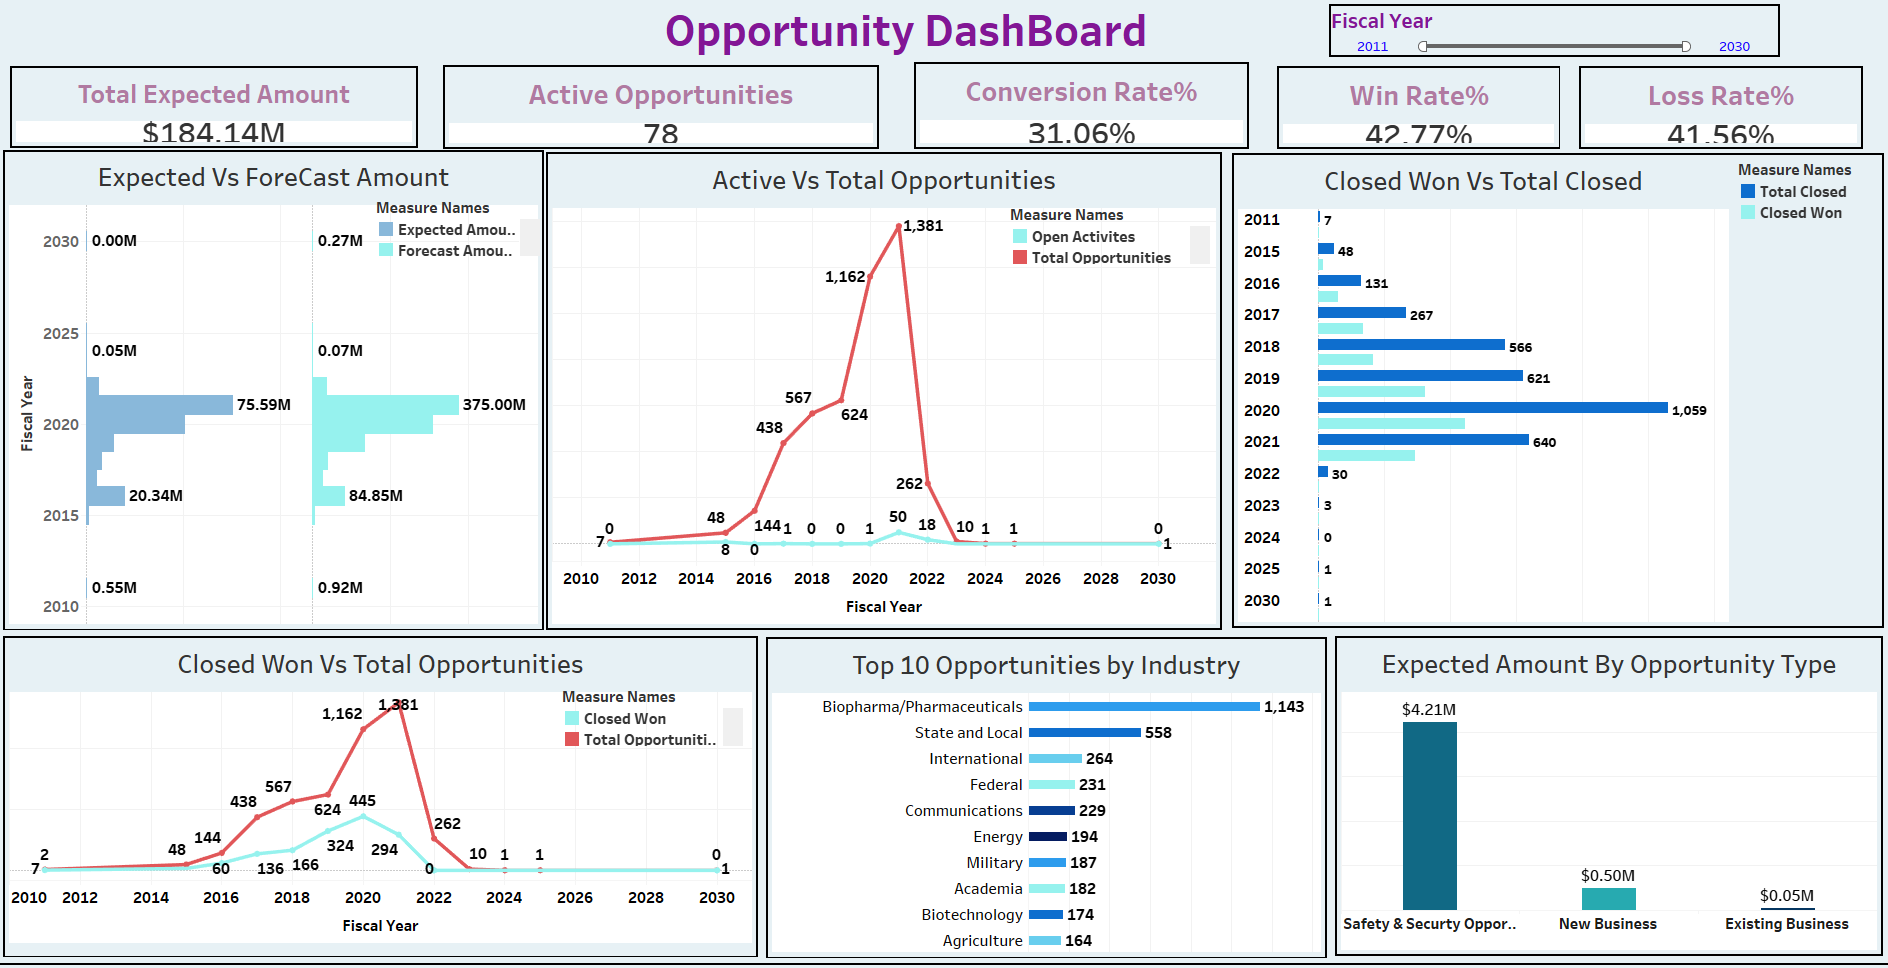 Opportunity DashBoard
Fiscal Year
2011 2030
Total Expected Amount
$184.14M
Active Opportunities
78
Conversion Rate%
31.06%
Win Rate%
42.77%
Loss Rate%
41.56%
Expected Vs ForeCast Amount
Measure Names
Expected Amou..
Forecast Amou..
2030 0.00M 0.27M
2025
0.05M 0.07M
75.59M 375.00M
2020
20.34M 84.85M
2015
0.55M 0.92M
2010
Fiscal Year
Active Vs Total Opportunities
Measure Names
Open Activites
Total Opportunities
1,381
1,162
567
624
438
262
48 144 1 0 0 1 50 18 10 1 1 0
0
7
8 0
1
2010 2012 2014 2016 2018 2020 2022 2024 2026 2028 2030
Fiscal Year
Closed Won Vs Total Closed
Measure Names
Total Closed
Closed Won
2011 7
2015 48
2016 131
2017 267
2018 566
2019 621
2020 1,059
2021 640
2022 30
2023 3
2024 0
2025 1
2030 1
Closed Won Vs Total Opportunities
Measure Names
Closed Won
Total Opportuniti..
1,381
1,162
567
438 624 445
262
144
48 324 294 10 1 1 0
2
7 60 136 166 0 1
2010 2012 2014 2016 2018 2020 2022 2024 2026 2028 2030
Fiscal Year
Top 10 Opportunities by Industry
Biopharma/Pharmaceuticals 1,143
State and Local 558
International 264
Federal 231
Communications 229
Energy 194
Military 187
Academia 182
Biotechnology 174
Agriculture 164
Expected Amount By Opportunity Type
$4.21M
$0.50M
$0.05M
Safety & Securty Oppor.. New Business Existing Business